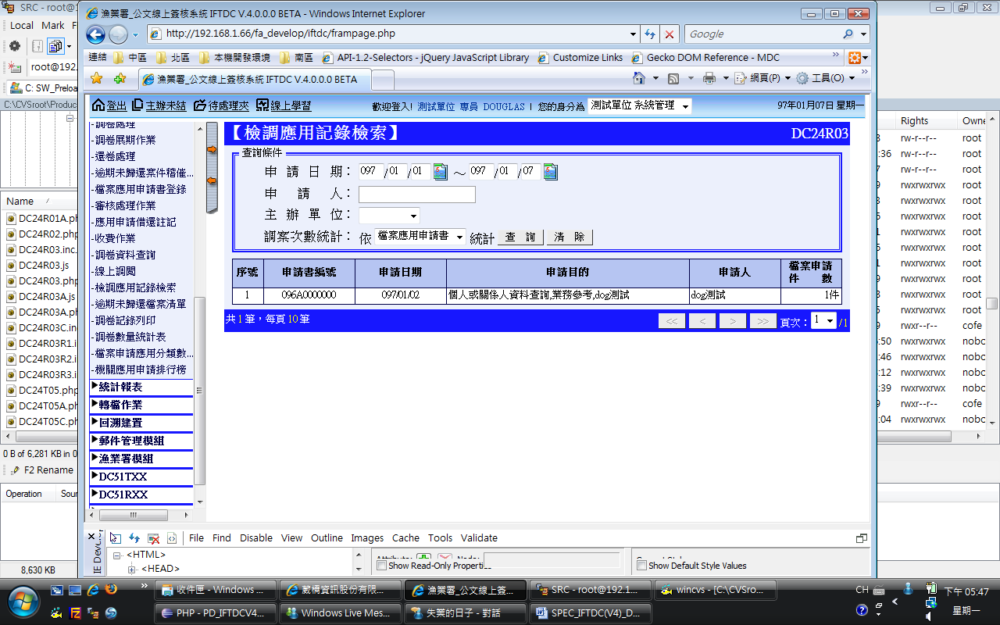 SRC - root@1
Local Mark F
root@192.
C: SW_Preloa
C:\CVSroot\Produc
Name
DC24R01A.ph
DC24R02.php
DC24R03.inc.
DC24R03.js
DC24R03.php
DC24R03A.js
DC24R03A.ph
DC24R03C.inc
DC24R03R1.i
DC24R03R2.i
DC24R03R3.i
DC24T05.php
DC24T05A.ph
DC24T05C.ph
0 B of 6,281 KB in 0
F2 Rename
Operation Sour
8,630 KB
漁業署_公文線上簽核系統 IFTDC V.4.0.0.0 BETA - Windows Internet Explorer
http://192.168.1.66/fa_develop/iftdc/frampage.php
Google
連結 中區 北區 本機開發環境 南區 API-1.2-Selectors - jQuery JavaScript Library Customize Links Gecko DOM Reference - MDC
漁業署_公文線上簽核系統 IFTDC V.4.0.0.0 BETA
網頁(P) 工具(O)
登出 主辦未結 待處理夾 線上學習 歡迎登入! 測試單位 專員 DOUGLAS | 您的身分為 測試單位 系統管理 97年01月07日 星期一
-調卷處理
-調卷展期作業
-還卷處理
-逾期未歸還案件稽催...
-檔案應用申請書登錄
-審核處理作業
-應用申請借還註記
-收費作業
-調卷資料查詢
-線上調閱
-檢調應用記錄檢索
-逾期未歸還檔案清單
-調卷記錄列印
-調卷數量統計表
-檔案申請應用分類數...
-機關應用申請排行榜
統計報表
轉檔作業
回溯建置
郵件管理模組
漁業署模組
DC51TXX
DC51RXX
【檢調應用記錄檢索】 DC24R03
查詢條件
申請日期： 097 /01 /01 ～ 097 /01 /07
申請人：
主辦單位：
調案次數統計： 依 檔案應用申請書 統計 查 詢 清 除
序號 申請書編號 申請日期 申請目的 申請人 檔案申請件數
1 096A0000000 097/01/02 個人或關係人資料查詢,業務參考,dog測試 dog測試 1件
共 1 筆，每頁 10 筆 << < > >> 頁次： 1 /1
Rights Owne
rw-r--r-- root
:36 rw-r--r-- root
rw-r--r-- root
rwxrwxrwx root
rwxrwxrwx root
rwxrwxrwx root
rwxrwxrwx root
rwxrwxrwx root
rwxrwxrwx root
rwxrwxrwx root
rwxrwxrwx root
rwxrwxrwx root
rwxr--r-- cofe
:50 rwxrwxrwx nobo
:46 rwxrwxrwx nobo
:12 rwxrwxrwx nobo
:39 rwxrwxrwx nobo
rwxr--r-- cofe
:04 rwxrwxrwx nobo
File Find Disable View Outline Images Cache Tools Validate
<HTML>
<HEAD>
Show Read-Only Properties
Show Default Style Values
收件匣 - Windows ... 葳橋資訊股份有限... 漁業署_公文線上簽... SRC - root@192.1... wincvs - [C:\CVSro...
PHP - PD_IFTDCV4... Windows Live Mes... 失業的日子 - 對話 SPEC_IFTDC(V4)_D...
CH
下午 05:47
星期一